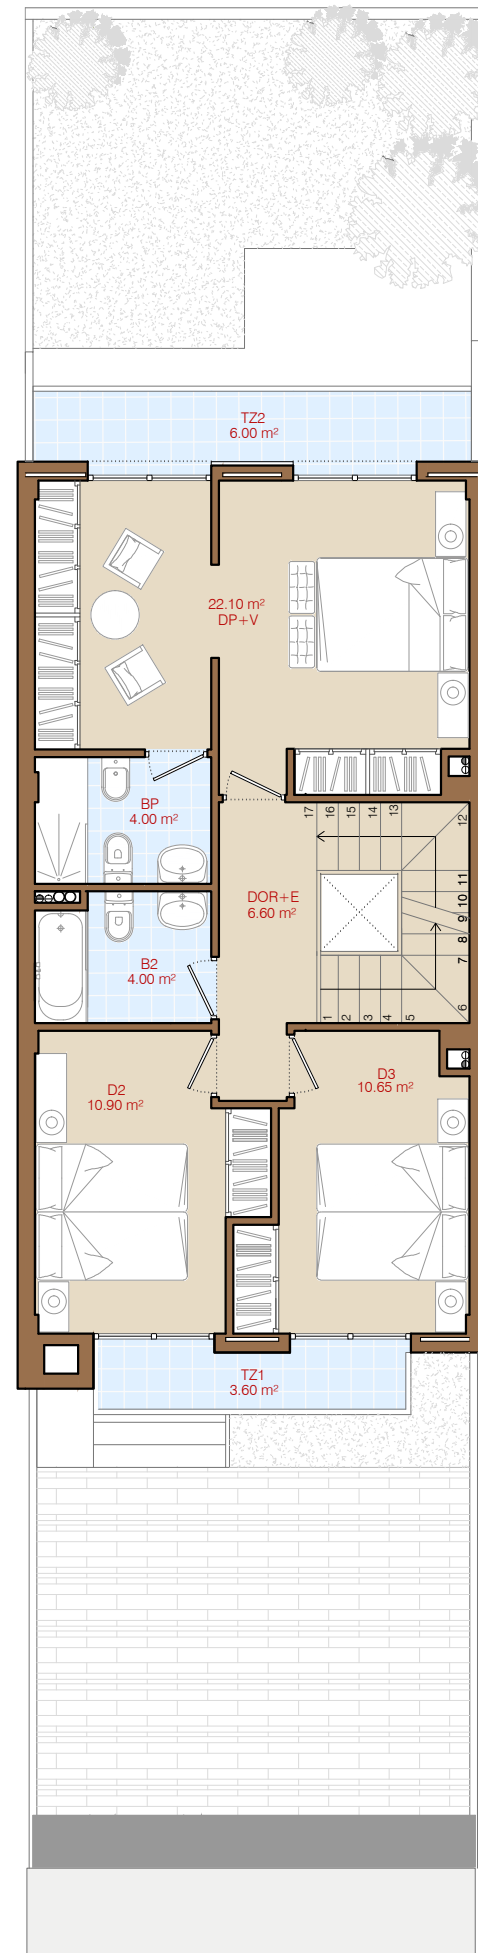 TZ2
6.00 m²
22.10 m²
DP+V
BP
4.00 m²
17
16
15
14
13
12
DOR+E
6.60 m²
11
10
9
8
7
6
B2
4.00 m²
1
2
3
4
5
D2
10.90 m²
D3
10.65 m²
TZ1
3.60 m²